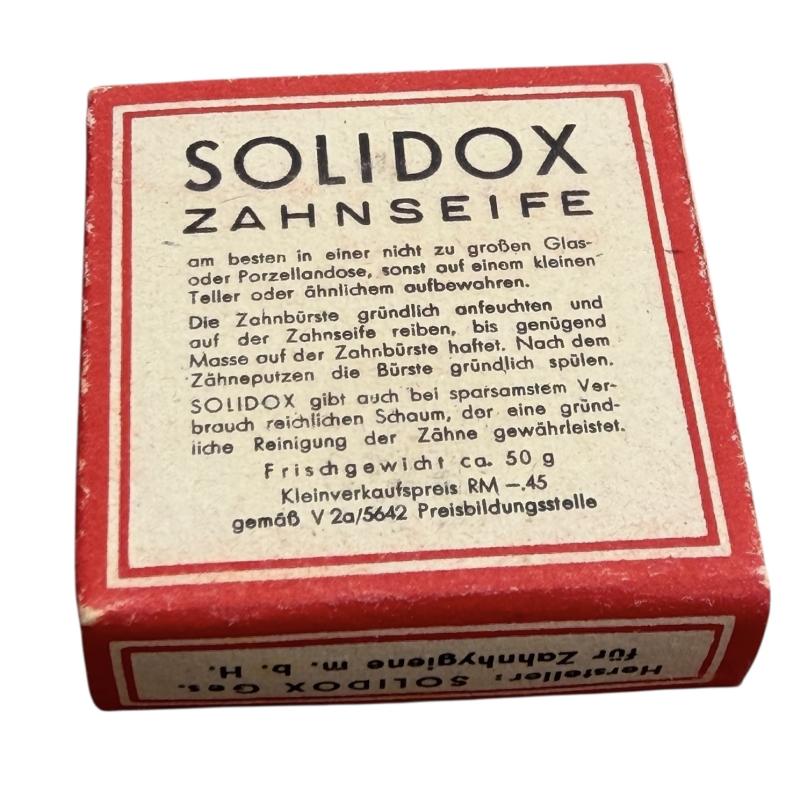 SOLIDOX
ZAHNSEIFE
am besten in einer nicht zu großen Glas-
oder Porzellandose, sonst auf einem kleinen
Teller oder ähnlichem aufbewahren.
Die Zahnbürste gründlich anfeuchten und
auf der Zahnseife reiben, bis genügend
Masse auf der Zahnbürste haftet. Nach dem
Zähneputzen die Bürste gründlich spülen.
SOLIDOX gibt auch bei sparsamstem Ver-
brauch reichlichen Schaum, der eine gründ-
liche Reinigung der Zähne gewährleistet.
Frischgewicht ca. 50 g
Kleinverkaufspreis RM —.45
gemäß V 2a/5642 Preisbildungsstelle
Hersteller: SOLIDOX Ges.
für Zahnhygiene m. b. H.